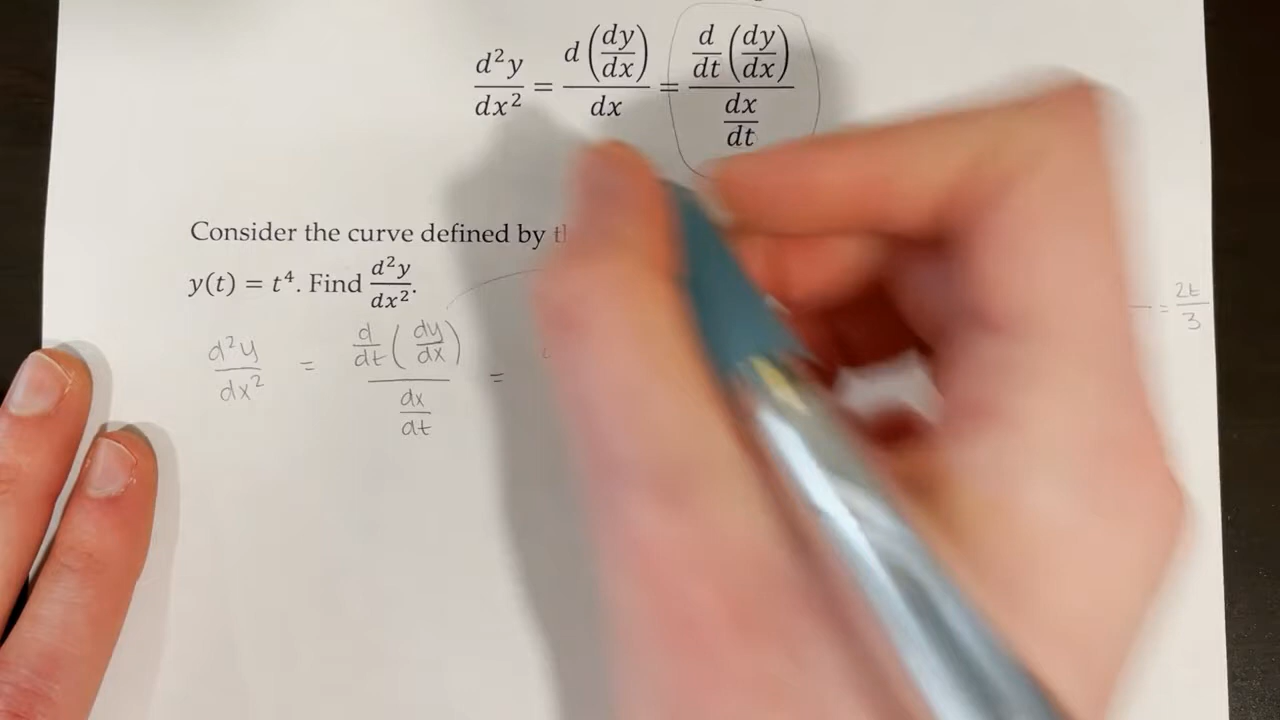 d²y/dx² = d(dy/dx)/dx = d/dt(dy/dx)/(dx/dt)
Consider the curve defined by
y(t) = t⁴. Find d²y/dx².
d²y/dx² = d/dt(dy/dx)/(dx/dt) =
= 2t/3